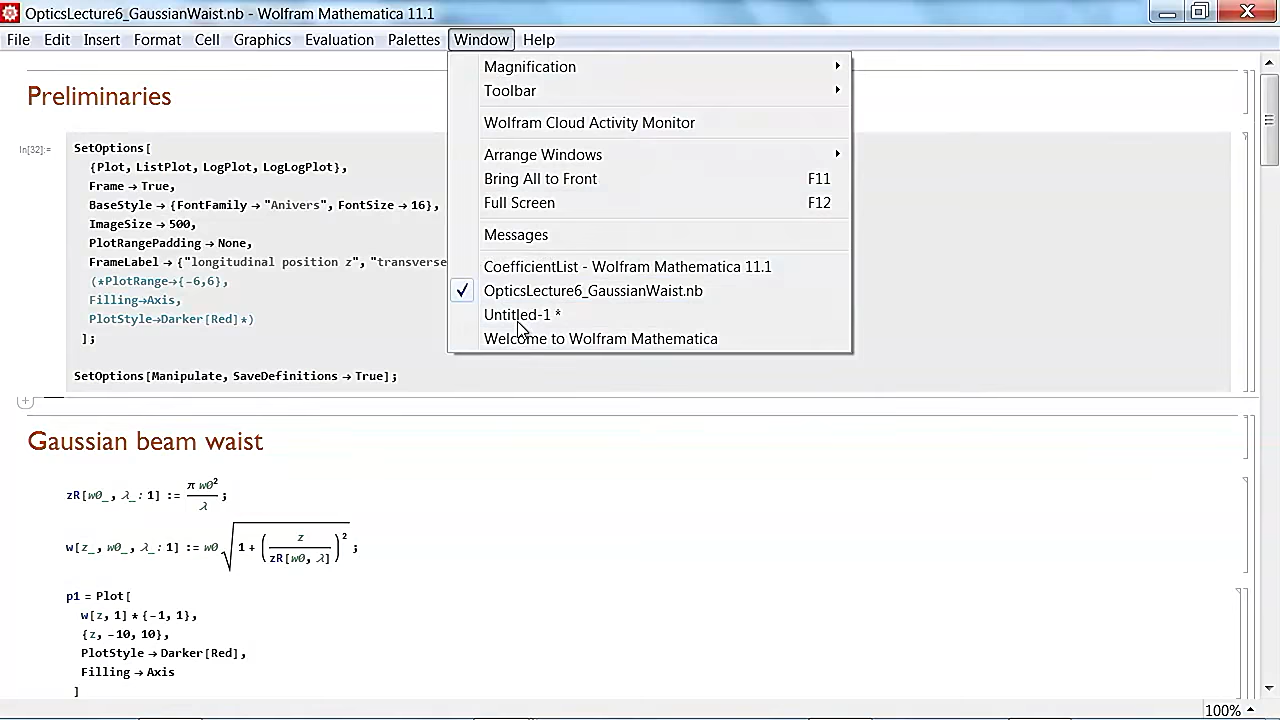 OpticsLecture6_GaussianWaist.nb - Wolfram Mathematica 11.1
File Edit Insert Format Cell Graphics Evaluation Palettes Window Help
Magnification
Toolbar
Wolfram Cloud Activity Monitor
Arrange Windows
Bring All to Front F11
Full Screen F12
Messages
CoefficientList - Wolfram Mathematica 11.1
✓ OpticsLecture6_GaussianWaist.nb
Untitled-1 *
Welcome to Wolfram Mathematica
Preliminaries
In[32]:=
SetOptions[
{Plot, ListPlot, LogPlot, LogLogPlot},
Frame → True,
BaseStyle → {FontFamily → "Anivers", FontSize → 16},
ImageSize → 500,
PlotRangePadding → None,
FrameLabel → {"longitudinal position z", "transverse
(*PlotRange→{-6,6},
Filling→Axis,
PlotStyle→Darker[Red]*)
];
SetOptions[Manipulate, SaveDefinitions → True];
Gaussian beam waist
zR[w0_, λ_: 1] := π w0² / λ ;
w[z_, w0_, λ_: 1] := w0 √(1 + (z / zR[w0, λ])²) ;
p1 = Plot[
w[z, 1] * {-1, 1},
{z, -10, 10},
PlotStyle → Darker[Red],
Filling → Axis
]
100%